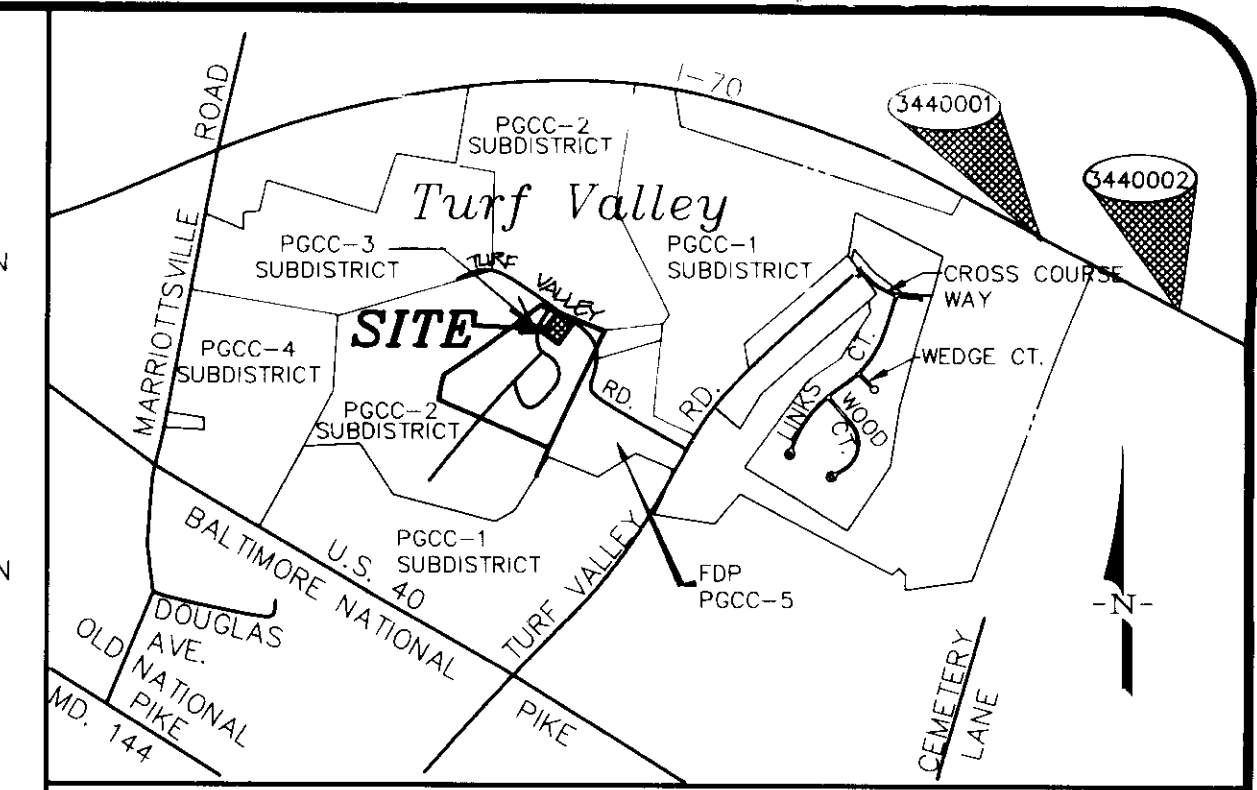 I-70
3440001
3440002
MARRIOTTSVILLE ROAD
PGCC-2
SUBDISTRICT
Turf Valley
PGCC-3
SUBDISTRICT
PGCC-1
SUBDISTRICT
TURF VALLEY RD.
CROSS COURSE
WAY
SITE
PGCC-4
SUBDISTRICT
WEDGE CT.
PGCC-2
SUBDISTRICT
LINKS CT.
WOOD
CT.
TURF VALLEY RD.
PGCC-1
SUBDISTRICT
FDP
PGCC-5
-N-
U.S. 40
BALTIMORE NATIONAL PIKE
DOUGLAS
AVE.
OLD NATIONAL
PIKE
MD. 144
CEMETERY
LANE
N
N